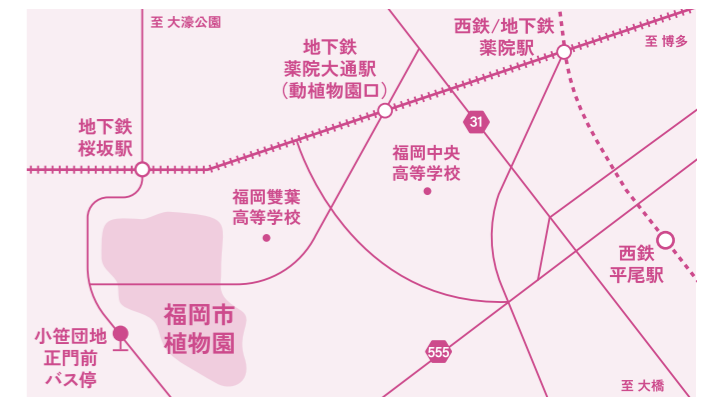 至 大濠公園
西鉄/地下鉄
薬院駅
至 博多
地下鉄
薬院大通駅
(動植物園口)
31
地下鉄
桜坂駅
福岡中央
高等学校
福岡雙葉
高等学校
西鉄
平尾駅
福岡市
植物園
小笹団地
正門前
バス停
555
至 大橋